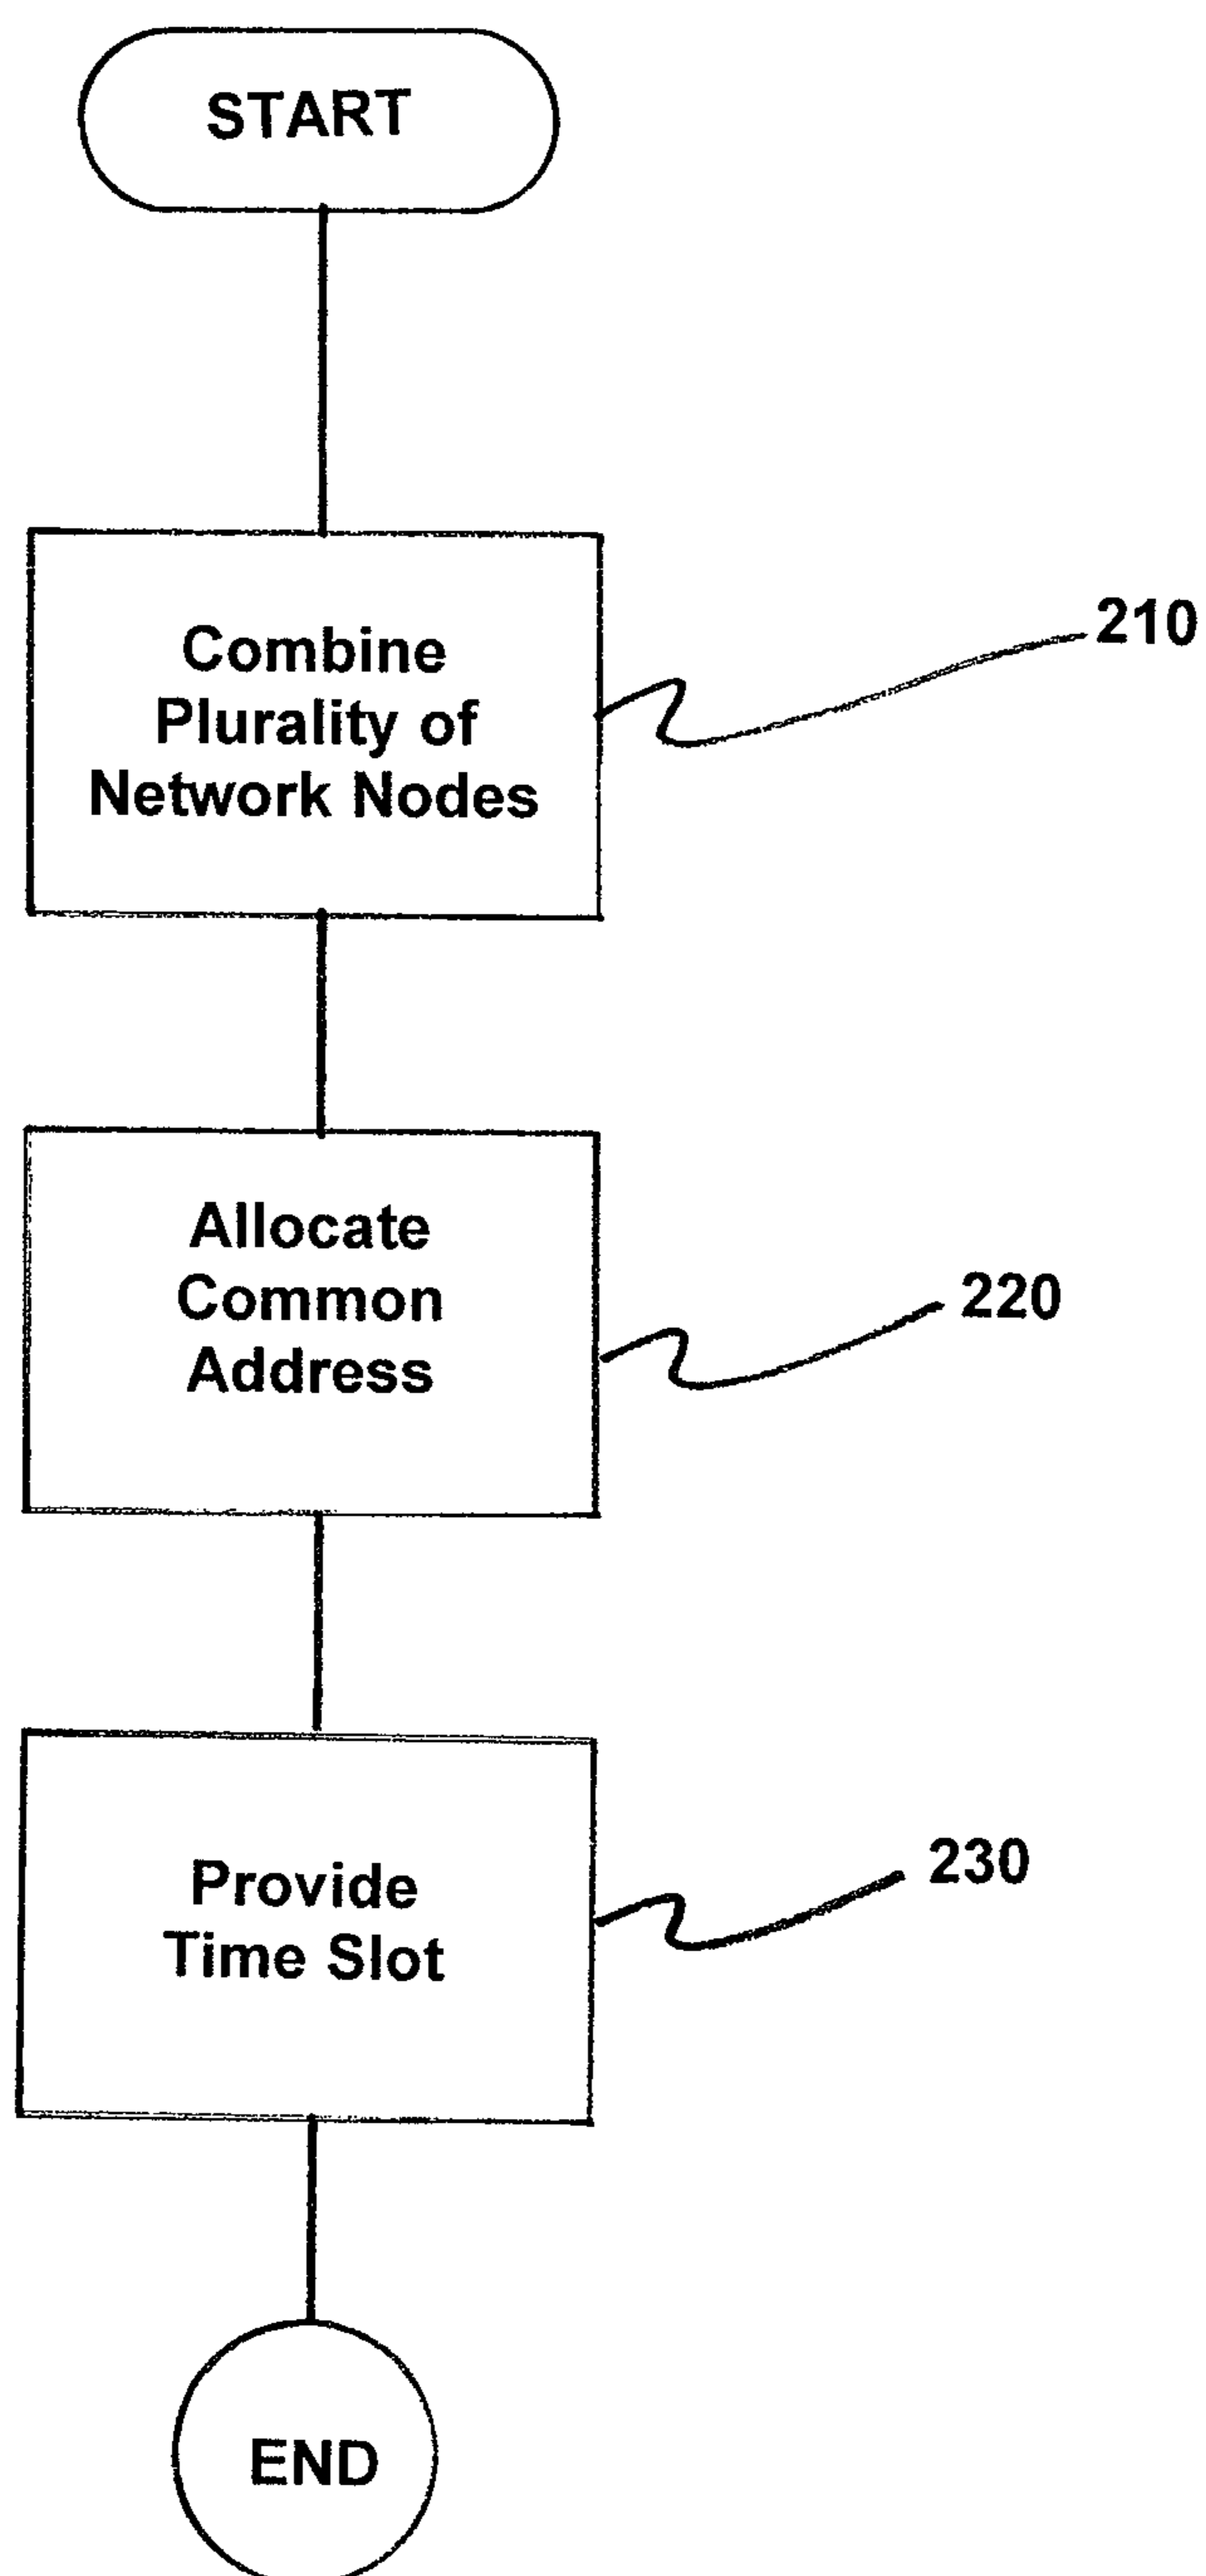 START
Combine
Plurality of
Network Nodes
210
Allocate
Common
Address
220
Provide
Time Slot
230
END